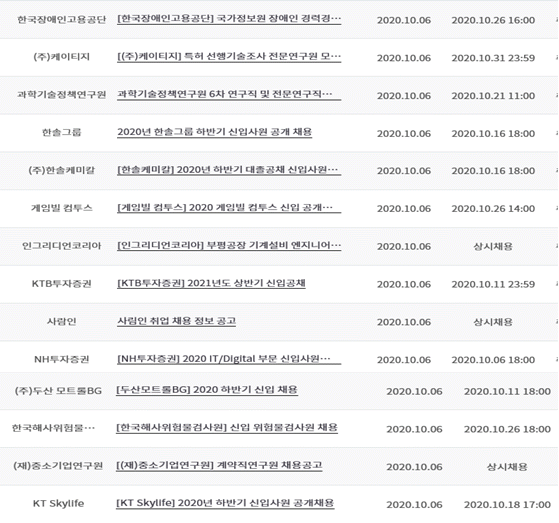 한국장애인고용공단 [한국장애인고용공단] 국가정보원 장애인 경력경⋯ 2020.10.06 2020.10.26 16:00
(주)케이티지 [(주)케이티지] 특허 선행기술조사 전문연구원 모⋯ 2020.10.06 2020.10.31 23:59
과학기술정책연구원 과학기술정책연구원 6차 연구직 및 전문연구직⋯ 2020.10.06 2020.10.21 11:00
한솔그룹 2020년 한솔그룹 하반기 신입사원 공개 채용 2020.10.06 2020.10.16 18:00
(주)한솔케미칼 [한솔케미칼] 2020년 하반기 대졸공채 신입사원⋯ 2020.10.06 2020.10.16 18:00
게임빌 컴투스 [게임빌 컴투스] 2020 게임빌 컴투스 신입 공개⋯ 2020.10.06 2020.10.26 14:00
인그리디언코리아 [인그리디언코리아] 부평공장 기계설비 엔지니어⋯ 2020.10.06 상시채용
KTB투자증권 [KTB투자증권] 2021년도 상반기 신입공채 2020.10.06 2020.10.11 23:59
사람인 사람인 취업 채용 정보 공고 2020.10.06 상시채용
NH투자증권 [NH투자증권] 2020 IT/Digital 부문 신입사원⋯ 2020.10.06 2020.10.06 18:00
(주)두산 모트롤BG [두산모트롤BG] 2020 하반기 신입 채용 2020.10.06 2020.10.11 18:00
한국해사위험물⋯ [한국해사위험물검사원] 신입 위험물검사원 채용 2020.10.06 2020.10.26 18:00
(재)중소기업연구원 [(재)중소기업연구원] 계약직연구원 채용공고 2020.10.06 상시채용
KT Skylife [KT Skylife] 2020년 하반기 신입사원 공개채용 2020.10.06 2020.10.18 17:00